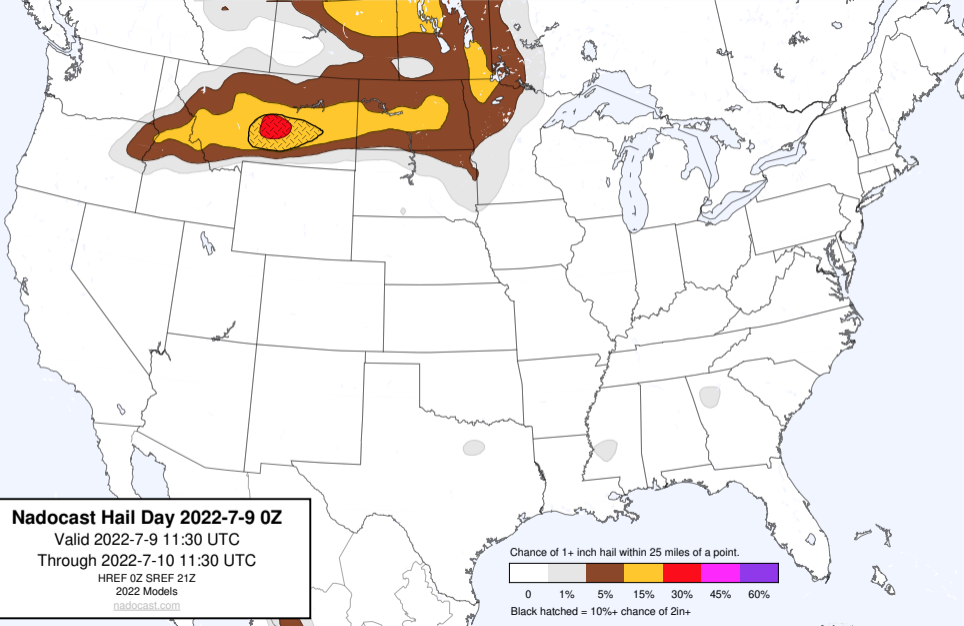 Nadocast Hail Day 2022-7-9 0Z
Valid 2022-7-9 11:30 UTC
Through 2022-7-10 11:30 UTC
HREF 0Z SREF 21Z
2022 Models
nadocast.com
Chance of 1+ inch hail within 25 miles of a point.
0 1% 5% 15% 30% 45% 60%
Black hatched = 10%+ chance of 2in+